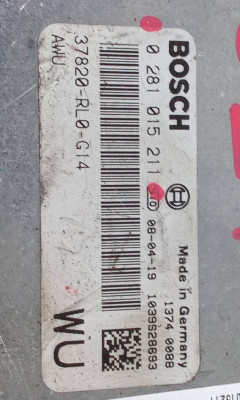 BOSCH
Made in Germany
0 281 015 211
1374 0088
S10 08-04-19 1039S28693
37820-RL0-G14
AWU
WU